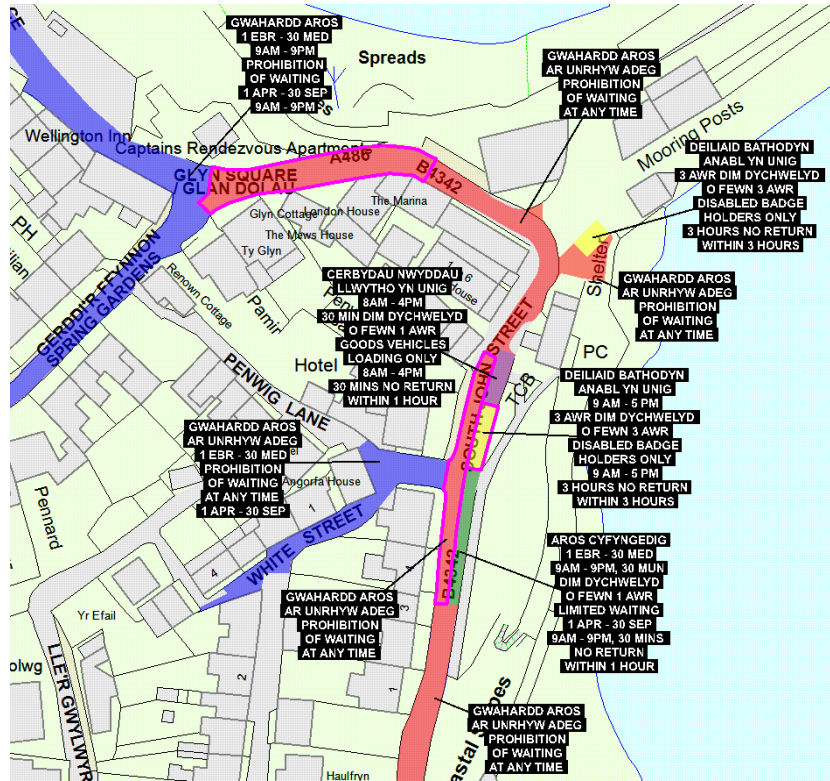 GWAHARDD AROS
1 EBR - 30 MED
9AM - 9PM
PROHIBITION
OF WAITING
1 APR - 30 SEP
9AM - 9PM
Spreads
GWAHARDD AROS
AR UNRHYW ADEG
PROHIBITION
OF WAITING
AT ANY TIME
Mooring Posts
Wellington Inn
Captains Rendezvous Apartments
A486
B4342
GLYN SQUARE
/ GLAN DOLAU
DEILIAID BATHODYN
ANABL YN UNIG
3 AWR DIM DYCHWELYD
O FEWN 3 AWR
DISABLED BADGE
HOLDERS ONLY
3 HOURS NO RETURN
WITHIN 3 HOURS
The Marina
London House
Glyn Cottage
The Mews House
Ty Glyn
PH
GERDDI'R FFYNNON
SPRING GARDENS
Renown Cottage
Pamir
Shelter
GWAHARDD AROS
AR UNRHYW ADEG
PROHIBITION
OF WAITING
AT ANY TIME
CERBYDAU NWYDDAU
LLWYTHO YN UNIG
8AM - 4PM
30 MIN DIM DYCHWELYD
O FEWN 1 AWR
GOODS VEHICLES
LOADING ONLY
8AM - 4PM
30 MINS NO RETURN
WITHIN 1 HOUR
Hotel
PENWIG LANE
SOUTH JOHN STREET
PC
TCB
DEILIAID BATHODYN
ANABL YN UNIG
9 AM - 5 PM
3 AWR DIM DYCHWELYD
O FEWN 3 AWR
DISABLED BADGE
HOLDERS ONLY
9 AM - 5 PM
3 HOURS NO RETURN
WITHIN 3 HOURS
GWAHARDD AROS
AR UNRHYW ADEG
1 EBR - 30 MED
PROHIBITION
OF WAITING
AT ANY TIME
1 APR - 30 SEP
Angorfa House
Pennard
1
WHITE STREET
4
4
3
AROS CYFYNGEDIG
1 EBR - 30 MED
9AM - 9PM, 30 MUN
DIM DYCHWELYD
O FEWN 1 AWR
LIMITED WAITING
1 APR - 30 SEP
9AM - 9PM, 30 MINS
NO RETURN
WITHIN 1 HOUR
B4342
GWAHARDD AROS
AR UNRHYW ADEG
PROHIBITION
OF WAITING
AT ANY TIME
Yr Efail
LLE'R GWYLWYR
2
1
GWAHARDD AROS
AR UNRHYW ADEG
PROHIBITION
OF WAITING
AT ANY TIME
Haulfryn